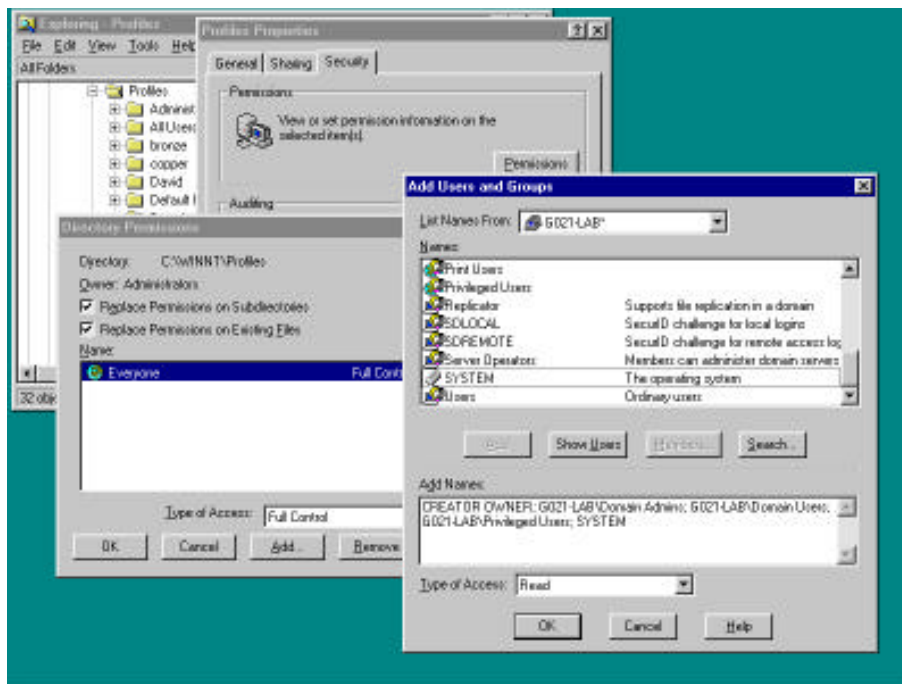 Exploring - Profiles
File Edit View Tools Help
All Folders
Profiles
Administ
All Users
bronze
copper
David
Default
32 obje
Profiles Properties
General Sharing Security
Permissions
View or set permission information on the
selected item(s).
Permissions
Auditing
Directory Permissions
Directory: C:\WINNT\Profiles
Owner: Administrators
Replace Permissions on Subdirectories
Replace Permissions on Existing Files
Name:
Everyone Full Cont
Type of Access: Full Control
OK Cancel Add... Remove
Add Users and Groups
List Names From: G021-LAB*
Names:
Print Users
Privileged Users
Replicator Supports file replication in a domain
SDLOCAL SecurID challenge for local logins
SDREMOTE SecurID challenge for remote access log
Server Operators Members can administer domain servers
SYSTEM The operating system
Users Ordinary users
Add Show Users Members... Search...
Add Names:
CREATOR OWNER; G021-LAB\Domain Admins; G021-LAB\Domain Users;
G021-LAB\Privileged Users; SYSTEM
Type of Access: Read
OK Cancel Help